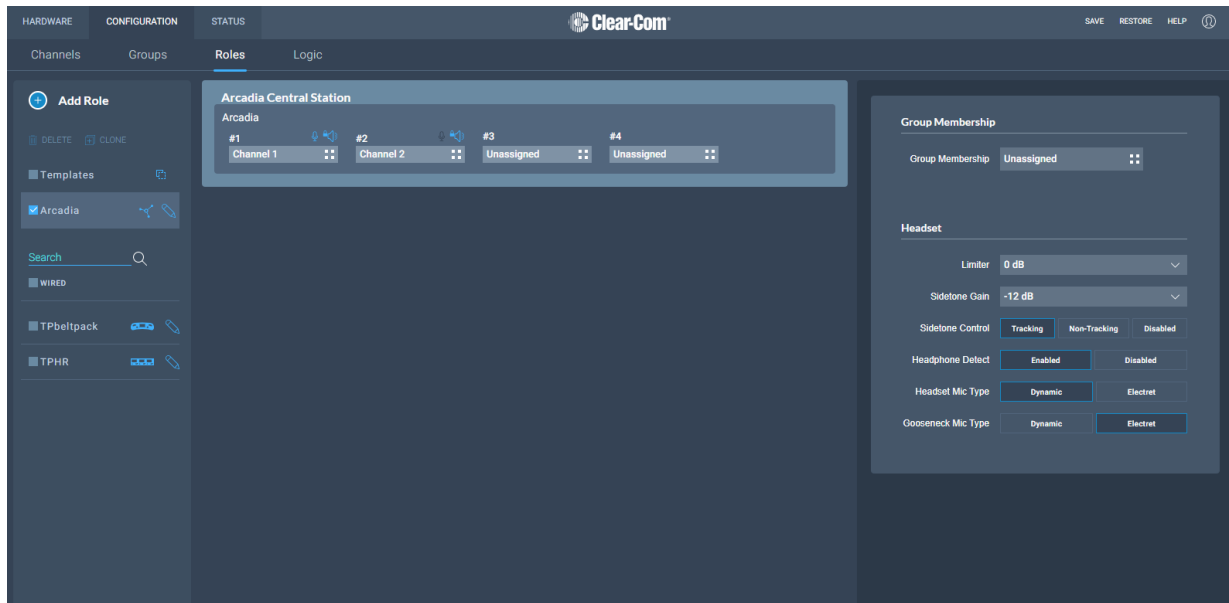 HARDWARE CONFIGURATION STATUS Clear-Com® SAVE RESTORE HELP
Channels Groups Roles Logic
Add Role
DELETE CLONE
Templates
Arcadia
Search
WIRED
TPbeltpack
TPHR
Arcadia Central Station
Arcadia
#1 #2 #3 #4
Channel 1 Channel 2 Unassigned Unassigned
Group Membership
Group Membership Unassigned
Headset
Limiter 0 dB
Sidetone Gain -12 dB
Sidetone Control Tracking Non-Tracking Disabled
Headphone Detect Enabled Disabled
Headset Mic Type Dynamic Electret
Gooseneck Mic Type Dynamic Electret